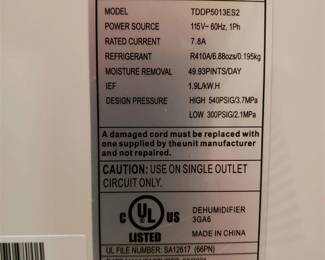 MODEL TDDP5013ES2
POWER SOURCE 115V~ 60Hz, 1Ph
RATED CURRENT 7.8A
REFRIGERANT R410A/6.88ozs/0.195kg
MOISTURE REMOVAL 49.93PINTS/DAY
IEF 1.9L/kW.H
DESIGN PRESSURE HIGH 540PSIG/3.7MPa
LOW 300PSIG/2.1MPa
A damaged cord must be replaced with
one supplied by the unit manufacturer
and not repaired.
CAUTION: USE ON SINGLE OUTLET
CIRCUIT ONLY.
C UL US
LISTED
DEHUMIDIFIER
3GA6
MADE IN CHINA
UL FILE NUMBER: SA12617 (66PN)